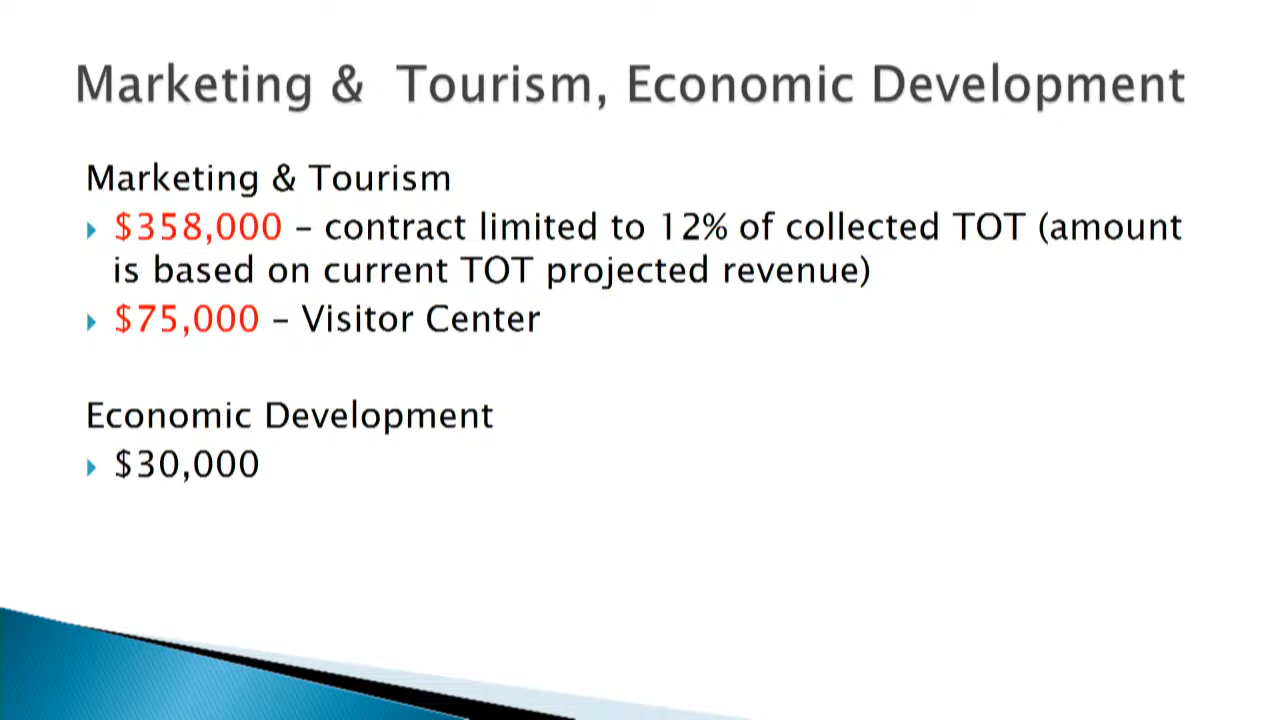 Marketing &  Tourism, Economic Development
Marketing & Tourism
$358,000 – contract limited to 12% of collected TOT (amount
is based on current TOT projected revenue)
$75,000 – Visitor Center
Economic Development
$30,000